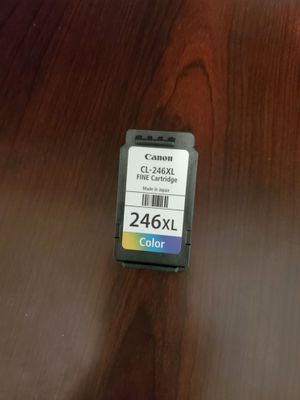 Canon
CL-246XL
FINE Cartridge
Made in Japan
246XL
Color